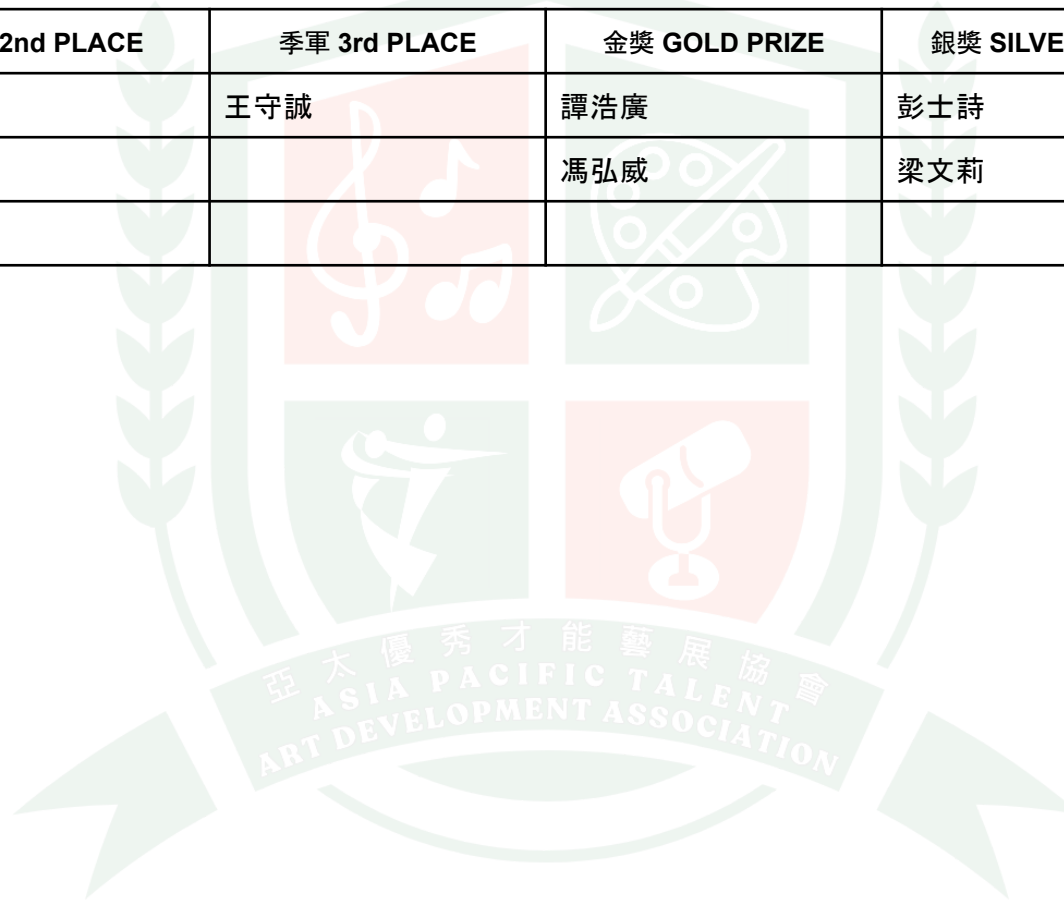 2nd PLACE 季軍 3rd PLACE 金獎 GOLD PRIZE 銀獎 SILVE
王守誠 譚浩廣 彭士詩
馮弘威 梁文莉
亞太優秀才能藝展協會
ASIA PACIFIC TALENT
ART DEVELOPMENT ASSOCIATION